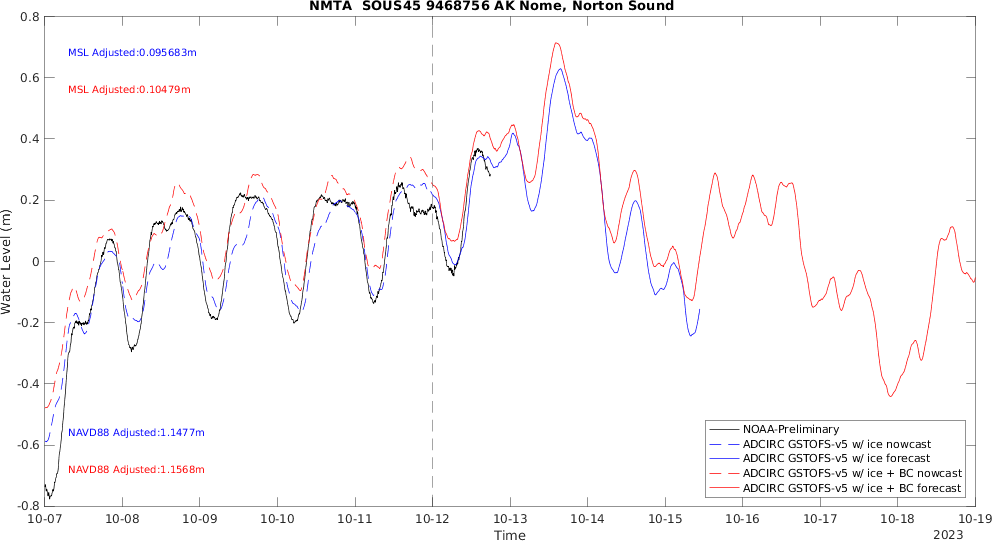 NMTA SOUS45 9468756 AK Nome, Norton Sound
0.8
0.6
0.4
0.2
0
-0.2
-0.4
-0.6
-0.8
Water Level (m)
MSL Adjusted:0.095683m
MSL Adjusted:0.10479m
NAVD88 Adjusted:1.1477m
NAVD88 Adjusted:1.1568m
NOAA-Preliminary
ADCIRC GSTOFS-v5 w/ ice nowcast
ADCIRC GSTOFS-v5 w/ ice forecast
ADCIRC GSTOFS-v5 w/ ice + BC nowcast
ADCIRC GSTOFS-v5 w/ ice + BC forecast
10-07 10-08 10-09 10-10 10-11 10-12 10-13 10-14 10-15 10-16 10-17 10-18 10-19
Time
2023